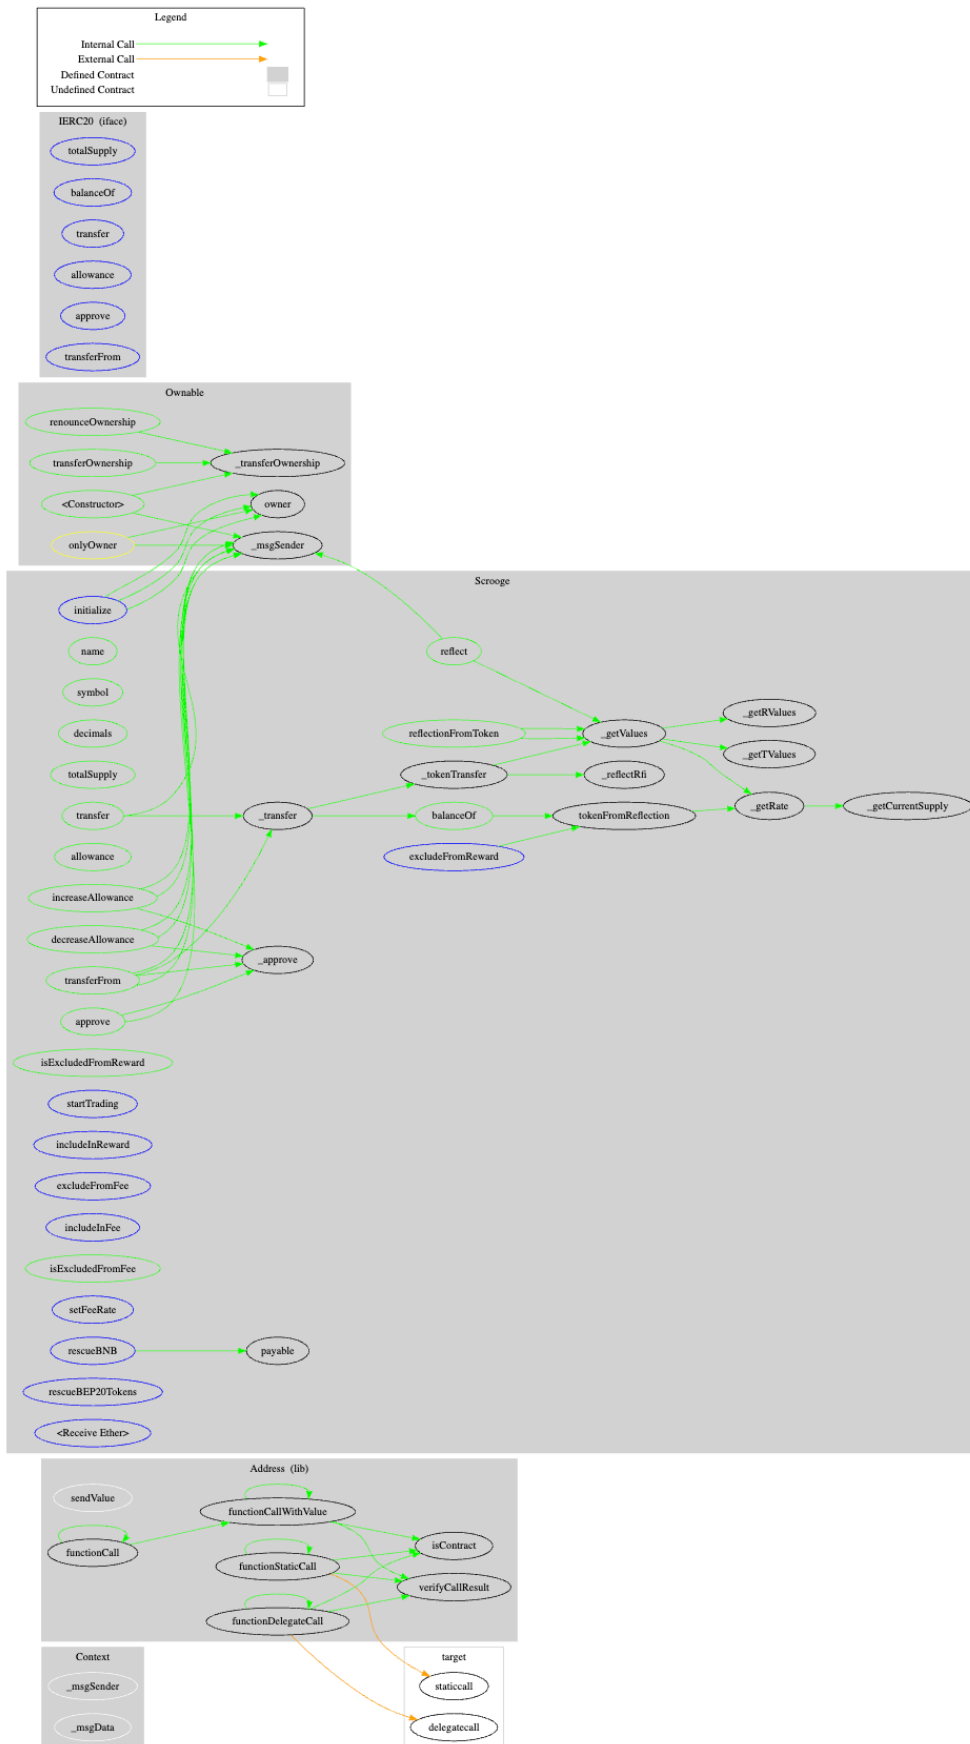 Legend
Internal Call
External Call
Defined Contract
Undefined Contract
IERC20 (iface)
totalSupply
balanceOf
transfer
allowance
approve
transferFrom
Ownable
renounceOwnership
transferOwnership
_transferOwnership
<Constructor>
owner
onlyOwner
_msgSender
Scrooge
initialize
name
reflect
symbol
_getRValues
decimals
reflectionFromToken
_getValues
_getTValues
totalSupply
_tokenTransfer
_reflectRfi
transfer
_transfer
balanceOf
tokenFromReflection
_getRate
_getCurrentSupply
allowance
excludeFromReward
increaseAllowance
decreaseAllowance
_approve
transferFrom
approve
isExcludedFromReward
startTrading
includeInReward
excludeFromFee
includeInFee
isExcludedFromFee
setFeeRate
rescueBNB
payable
rescueBEP20Tokens
<Receive Ether>
Address (lib)
sendValue
functionCallWithValue
functionCall
isContract
functionStaticCall
verifyCallResult
functionDelegateCall
Context
target
_msgSender
staticcall
_msgData
delegatecall